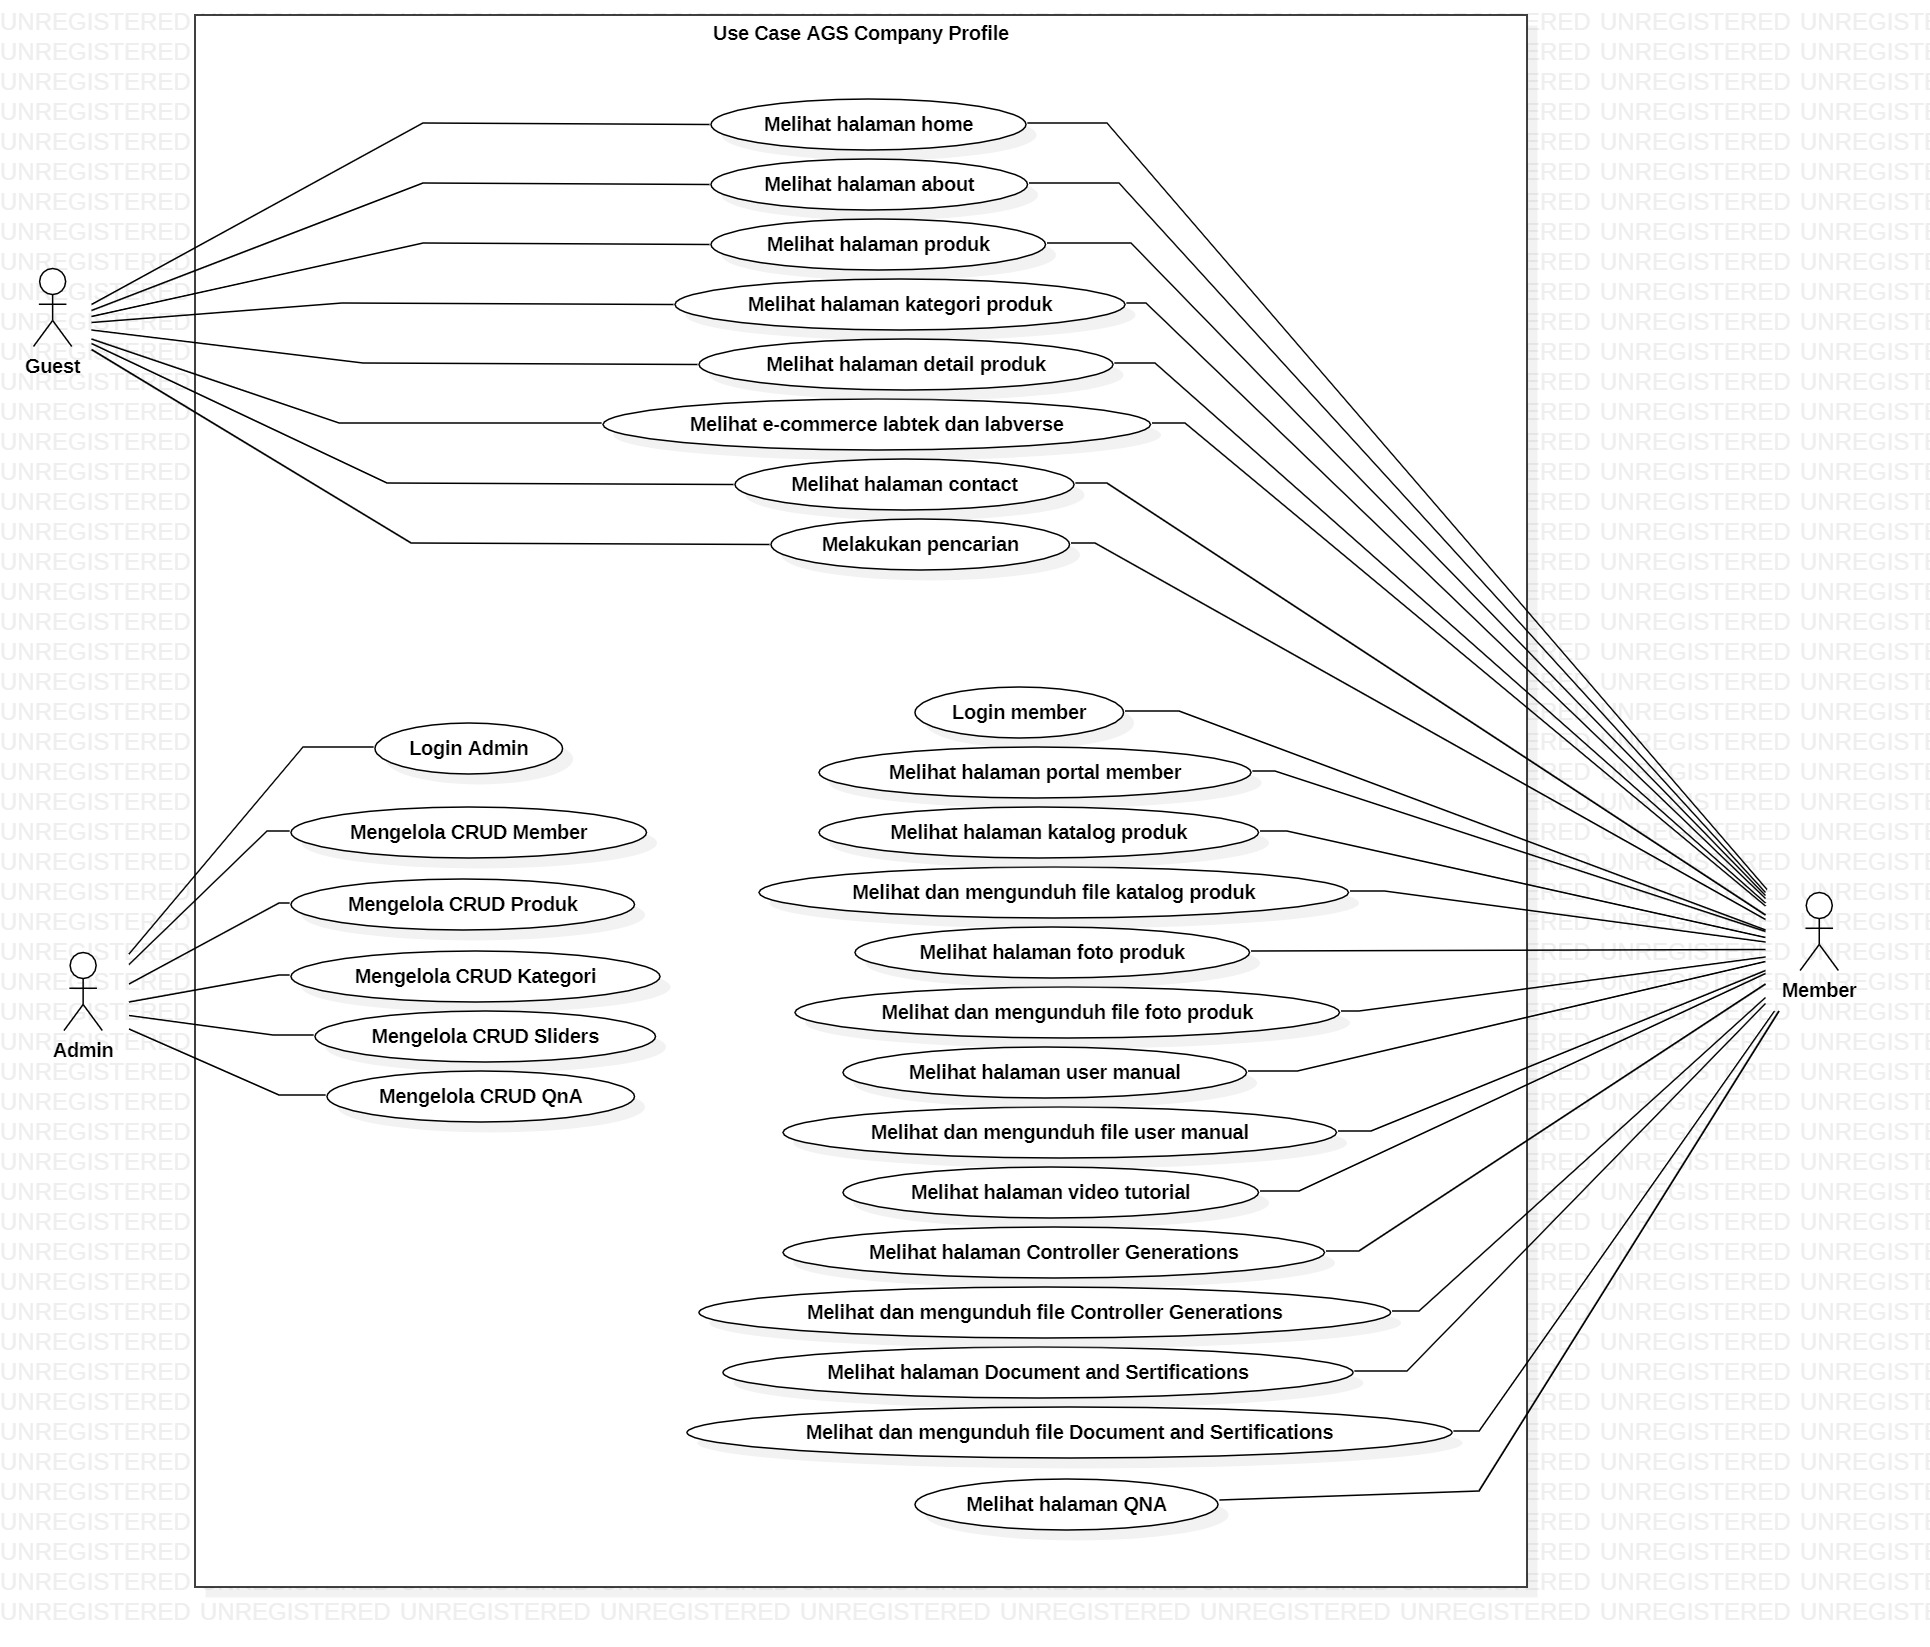 Use Case AGS Company Profile
Melihat halaman home
Melihat halaman about
Melihat halaman produk
Melihat halaman kategori produk
Melihat halaman detail produk
Melihat e-commerce labtek dan labverse
Melihat halaman contact
Melakukan pencarian
Guest
Login member
Login Admin
Melihat halaman portal member
Mengelola CRUD Member
Melihat halaman katalog produk
Melihat dan mengunduh file katalog produk
Mengelola CRUD Produk
Melihat halaman foto produk
Mengelola CRUD Kategori
Member
Melihat dan mengunduh file foto produk
Mengelola CRUD Sliders
Admin
Melihat halaman user manual
Mengelola CRUD QnA
Melihat dan mengunduh file user manual
Melihat halaman video tutorial
Melihat halaman Controller Generations
Melihat dan mengunduh file Controller Generations
Melihat halaman Document and Sertifications
Melihat dan mengunduh file Document and Sertifications
Melihat halaman QNA
UNREGISTERED UNREGISTERED UNREGISTERED UNREGISTERED UNREGISTERED UNREGISTERED UNREGISTERED UNREGISTERED UNREGISTERED